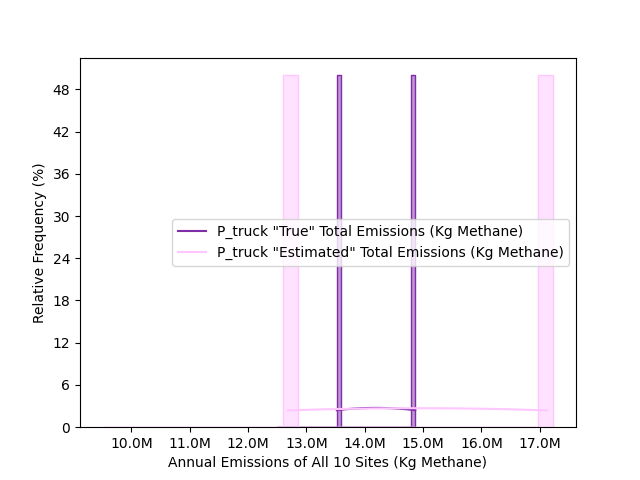 48
42
36
30
24
18
12
6
0
Relative Frequency (%)
P_truck "True" Total Emissions (Kg Methane)
P_truck "Estimated" Total Emissions (Kg Methane)
10.0M 11.0M 12.0M 13.0M 14.0M 15.0M 16.0M 17.0M
Annual Emissions of All 10 Sites (Kg Methane)